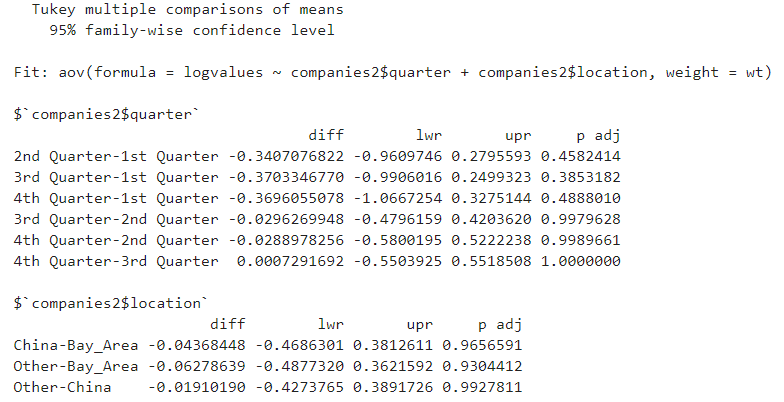 Tukey multiple comparisons of means
95% family-wise confidence level
Fit: aov(formula = logvalues ~ companies2$quarter + companies2$location, weight = wt)
$`companies2$quarter`
diff lwr upr p adj
2nd Quarter-1st Quarter -0.3407076822 -0.9609746 0.2795593 0.4582414
3rd Quarter-1st Quarter -0.3703346770 -0.9906016 0.2499323 0.3853182
4th Quarter-1st Quarter -0.3696055078 -1.0667254 0.3275144 0.4888010
3rd Quarter-2nd Quarter -0.0296269948 -0.4796159 0.4203620 0.9979628
4th Quarter-2nd Quarter -0.0288978256 -0.5800195 0.5222238 0.9989661
4th Quarter-3rd Quarter 0.0007291692 -0.5503925 0.5518508 1.0000000
$`companies2$location`
diff lwr upr p adj
China-Bay_Area -0.04368448 -0.4686301 0.3812611 0.9656591
Other-Bay_Area -0.06278639 -0.4877320 0.3621592 0.9304412
Other-China -0.01910190 -0.4273765 0.3891726 0.9927811